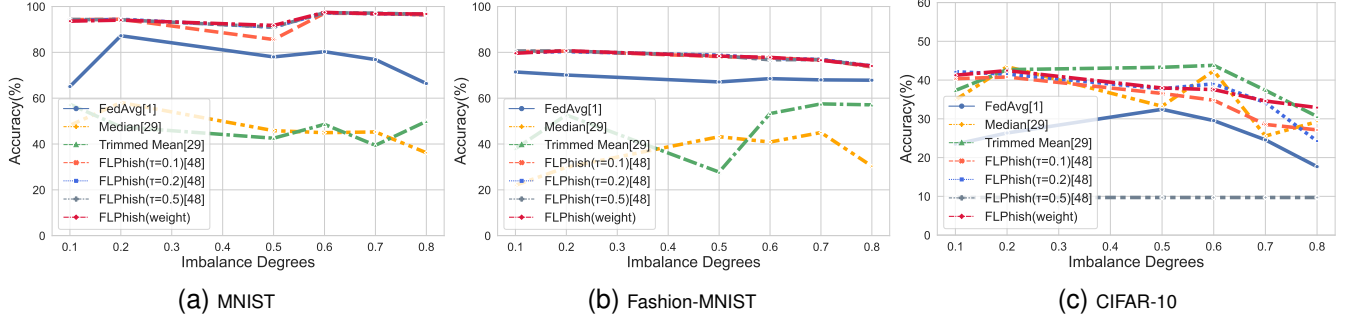 100
80
60
40
20
0
Accuracy(%)
FedAvg[1]
Median[29]
Trimmed Mean[29]
FLPhish(τ=0.1)[48]
FLPhish(τ=0.2)[48]
FLPhish(τ=0.5)[48]
FLPhish(weight)
0.1 0.2 0.3 0.4 0.5 0.6 0.7 0.8
Imbalance Degrees
(a) MNIST
100
80
60
40
20
0
Accuracy(%)
FedAvg[1]
Median[29]
Trimmed Mean[29]
FLPhish(τ=0.1)[48]
FLPhish(τ=0.2)[48]
FLPhish(τ=0.5)[48]
FLPhish(weight)
0.1 0.2 0.3 0.4 0.5 0.6 0.7 0.8
Imbalance Degrees
(b) Fashion-MNIST
60
50
40
30
20
10
0
Accuracy(%)
FedAvg[1]
Median[29]
Trimmed Mean[29]
FLPhish(τ=0.1)[48]
FLPhish(τ=0.2)[48]
FLPhish(τ=0.5)[48]
FLPhish(weight)
0.1 0.2 0.3 0.4 0.5 0.6 0.7 0.8
Imbalance Degrees
(c) CIFAR-10